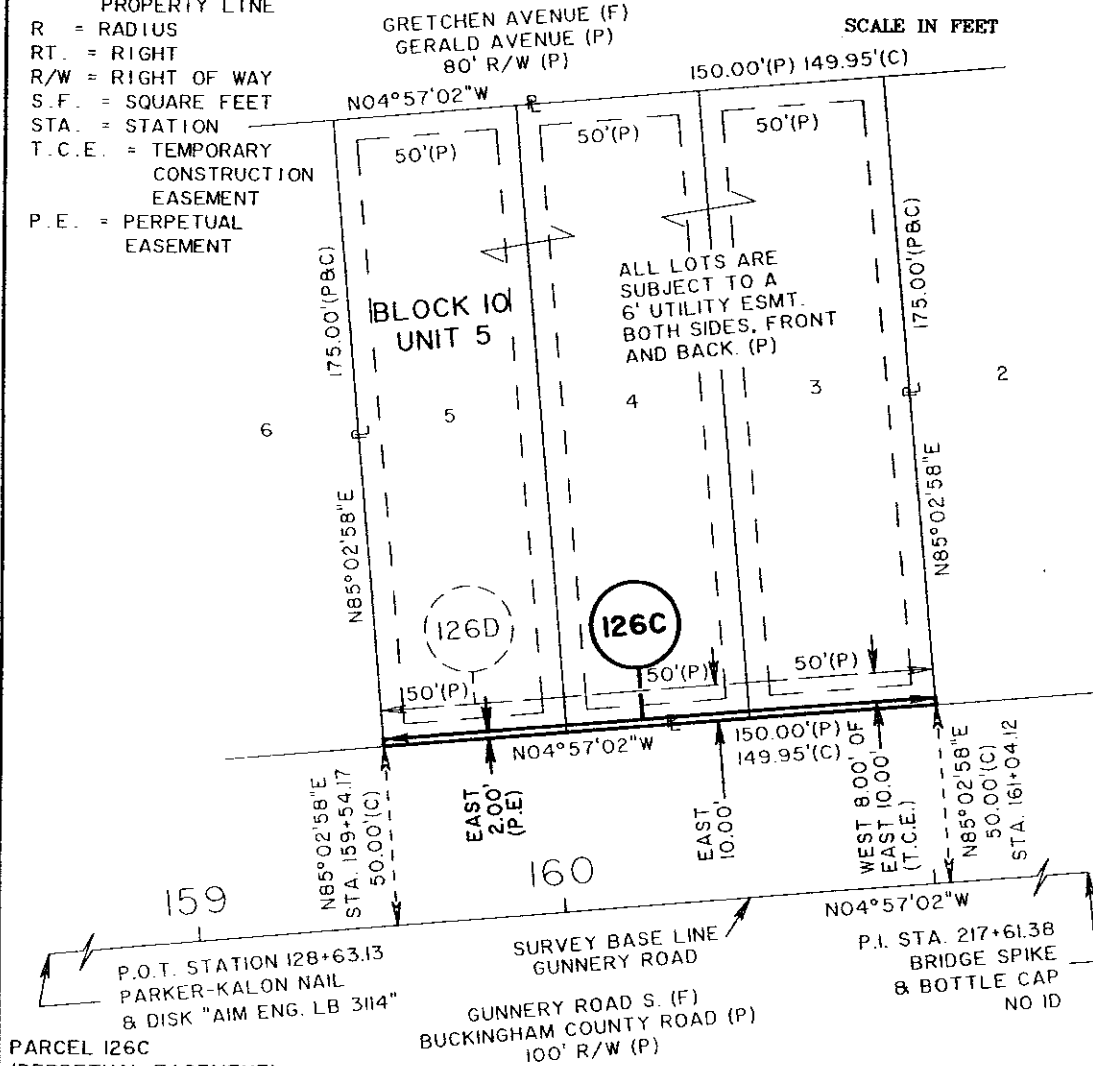 PROPERTY LINE
R = RADIUS
RT. = RIGHT
R/W = RIGHT OF WAY
S.F. = SQUARE FEET
STA. = STATION
T.C.E. = TEMPORARY
CONSTRUCTION
EASEMENT
P.E. = PERPETUAL
EASEMENT
GRETCHEN AVENUE (F)
GERALD AVENUE (P)
80' R/W (P)
SCALE IN FEET
N04°57'02"W
150.00'(P) 149.95'(C)
50'(P)
50'(P)
50'(P)
175.00'(P&C)
175.00'(P&C)
BLOCK 10
UNIT 5
ALL LOTS ARE
SUBJECT TO A
6' UTILITY ESMT.
BOTH SIDES, FRONT
AND BACK. (P)
6
5
4
3
2
N85°02'58"E
N85°02'58"E
126D
126C
50'(P)
50'(P)
50'(P)
N04°57'02"W
150.00'(P)
149.95'(C)
N85°02'58"E
STA. 159+54.17
50.00'(C)
EAST
2.00'
(P.E)
EAST
10.00'
WEST 8.00' OF
EAST 10.00'
(T.C.E.)
N85°02'58"E
50.00'(C)
STA. 161+04.12
159
160
N04°57'02"W
P.O.T. STATION 128+63.13
PARKER-KALON NAIL
& DISK "AIM ENG. LB 3114"
SURVEY BASE LINE
GUNNERY ROAD
P.I. STA. 217+61.38
BRIDGE SPIKE
& BOTTLE CAP
NO ID
GUNNERY ROAD S. (F)
BUCKINGHAM COUNTY ROAD (P)
100' R/W (P)
PARCEL 126C